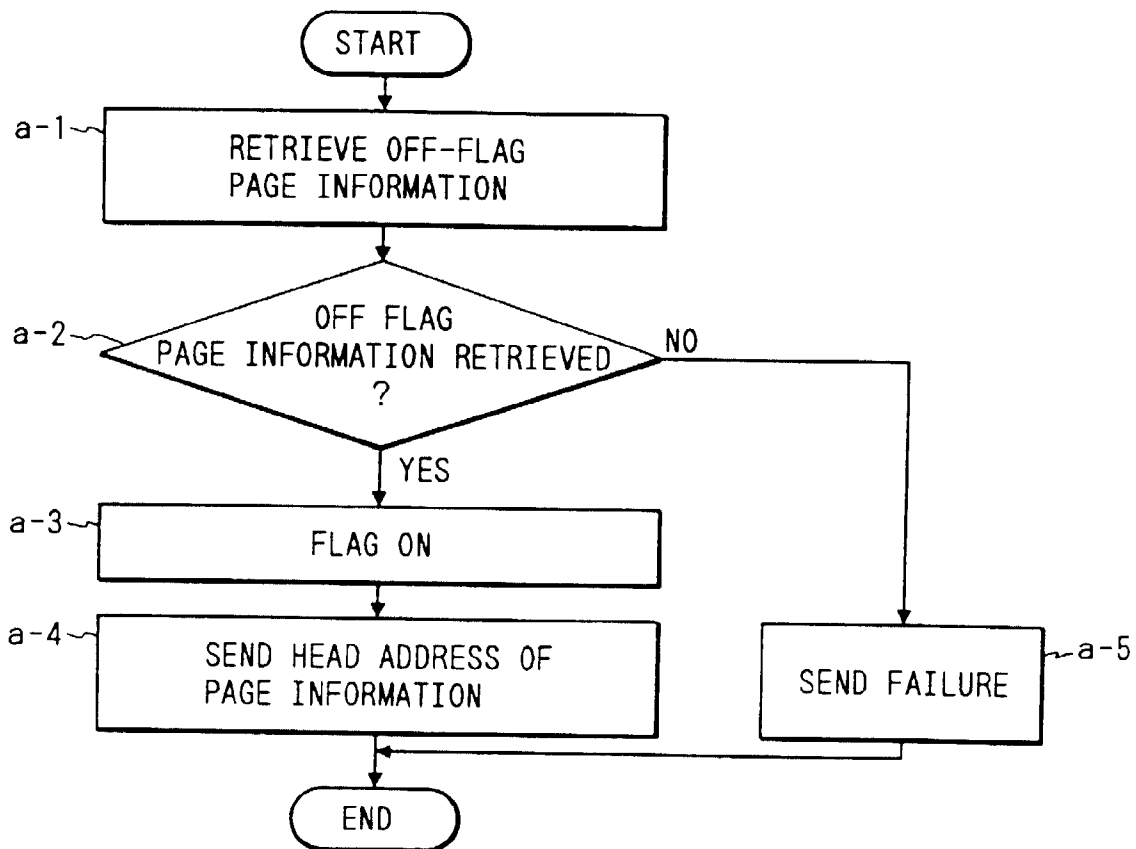 START
a-1
RETRIEVE OFF-FLAG
PAGE INFORMATION
a-2
OFF FLAG
PAGE INFORMATION RETRIEVED
?
NO
YES
a-3
FLAG ON
a-4
SEND HEAD ADDRESS OF
PAGE INFORMATION
a-5
SEND FAILURE
END